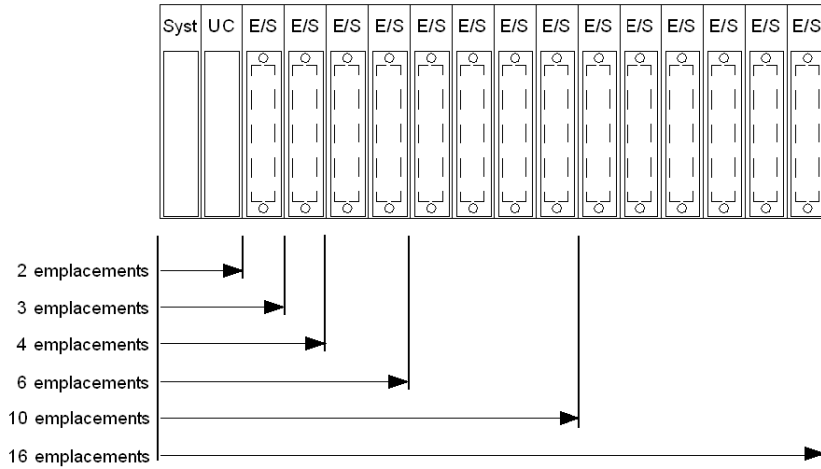 Syst UC E/S E/S E/S E/S E/S E/S E/S E/S E/S E/S E/S E/S E/S E/S
2 emplacements
3 emplacements
4 emplacements
6 emplacements
10 emplacements
16 emplacements